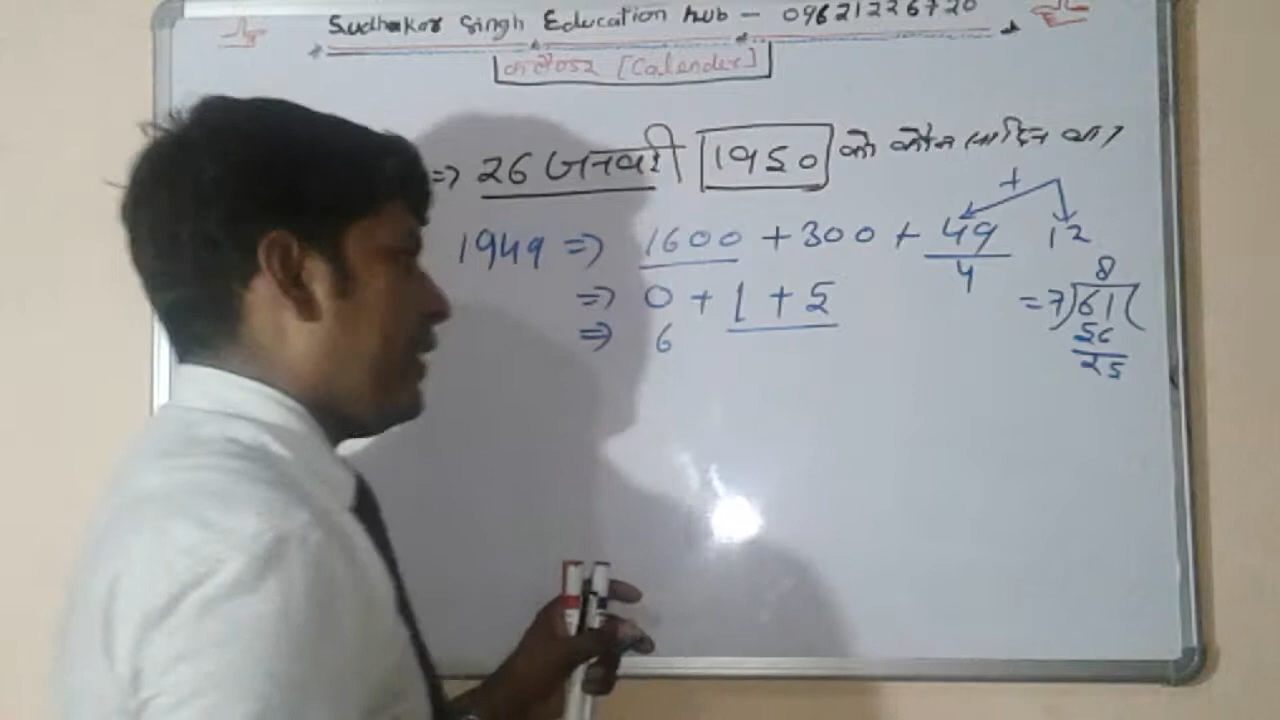 Sudhakar Singh Education hub - 09621226720
कलैण्डर [Calender]
=> 26 जनवरी 1950 को कौन सा दिन था?
+
1949 => 1600 + 300 + 49/4 12
8
=> 0 + 1 + 5 = 7)61(
=> 6 56
25